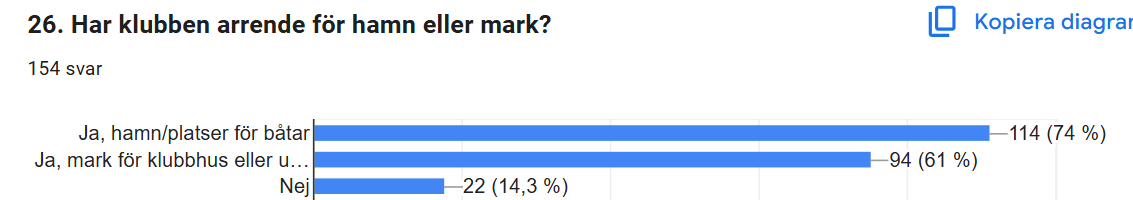 26. Har klubben arrende för hamn eller mark?
Kopiera diagrar
154 svar
Ja, hamn/platser för båtar 114 (74 %)
Ja, mark för klubbhus eller u… 94 (61 %)
Nej 22 (14,3 %)